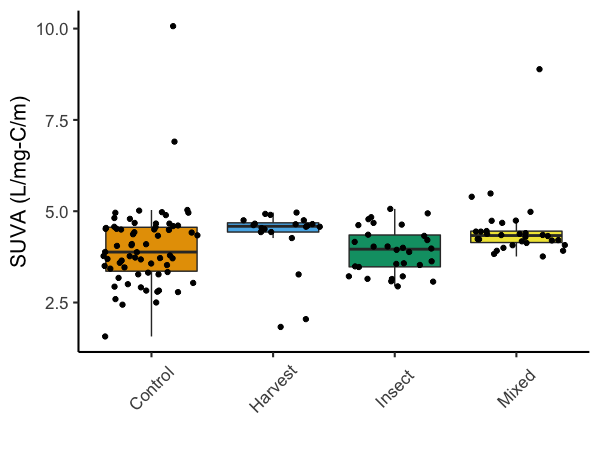 SUVA (L/mg-C/m)
10.0
7.5
5.0
2.5
Control
Harvest
Insect
Mixed